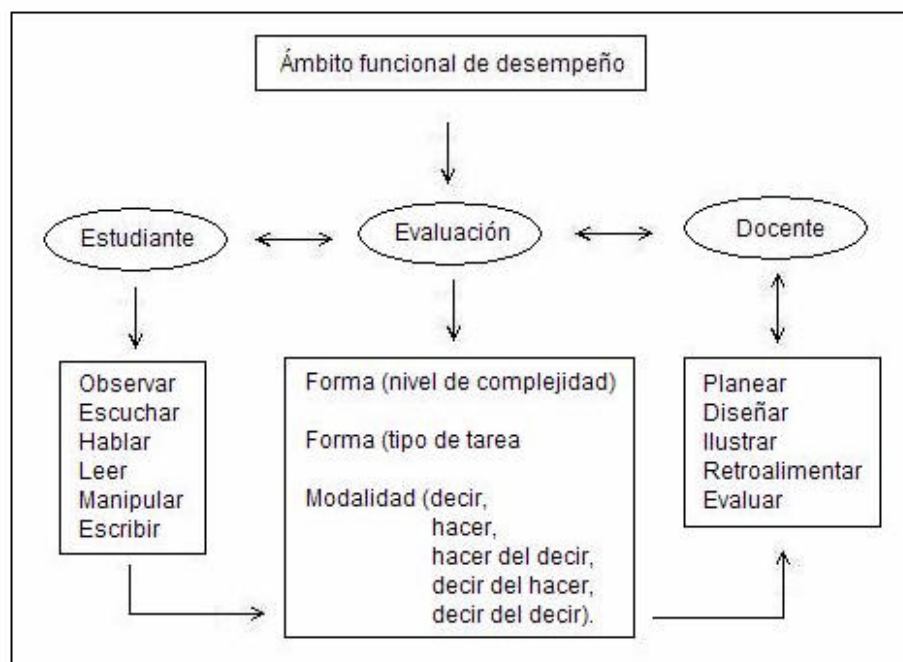 Ámbito funcional de desempeño
Estudiante
Evaluación
Docente
Observar
Escuchar
Hablar
Leer
Manipular
Escribir
Forma (nivel de complejidad)
Forma (tipo de tarea
Modalidad (decir,
hacer,
hacer del decir,
decir del hacer,
decir del decir).
Planear
Diseñar
Ilustrar
Retroalimentar
Evaluar